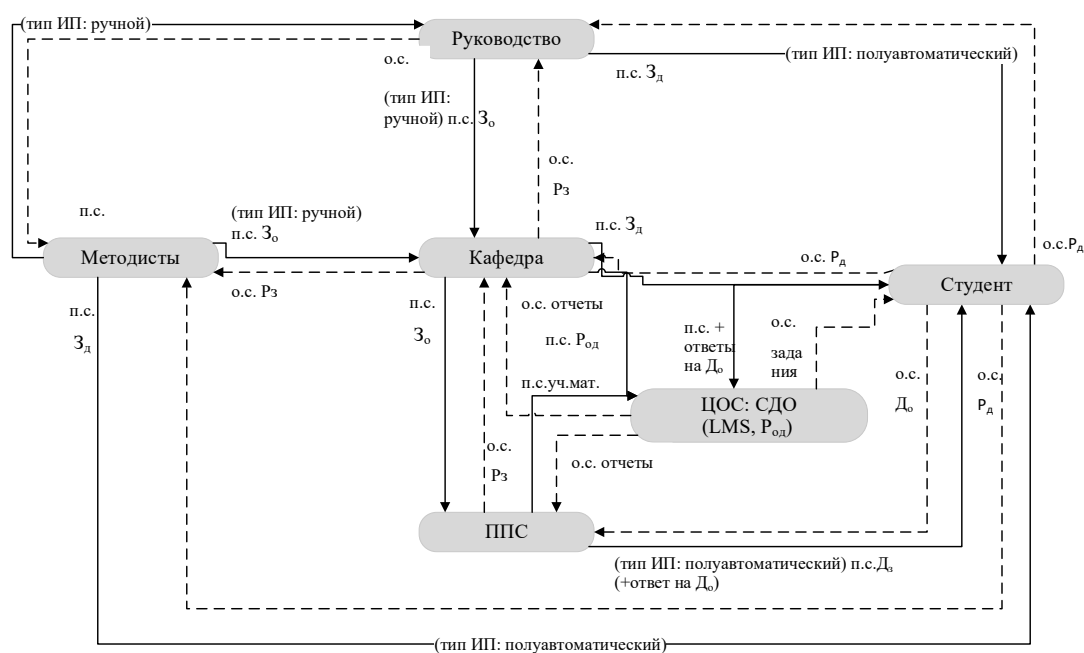 (тип ИП: ручной)
Руководство
о.с.
(тип ИП: полуавтоматический)
п.с. Зд
(тип ИП:
ручной) п.с. Зо
о.с.
Рз
п.с.
(тип ИП: ручной)
п.с. Зо
п.с. Зд
о.с.Рд
Методисты
Кафедра
о.с. Рд
Студент
о.с. Рз
п.с.
Зд
п.с.
Зо
о.с. отчеты
п.с. Род
п.с. +
ответы
на До
о.с.
зада
ния
п.с.уч.мат.
о.с.
До
о.с.
Рд
ЦОС: СДО
(LMS, Род)
о.с.
Рз
о.с. отчеты
ППС
(тип ИП: полуавтоматический) п.с.Дз
(+ответ на До)
(тип ИП: полуавтоматический)